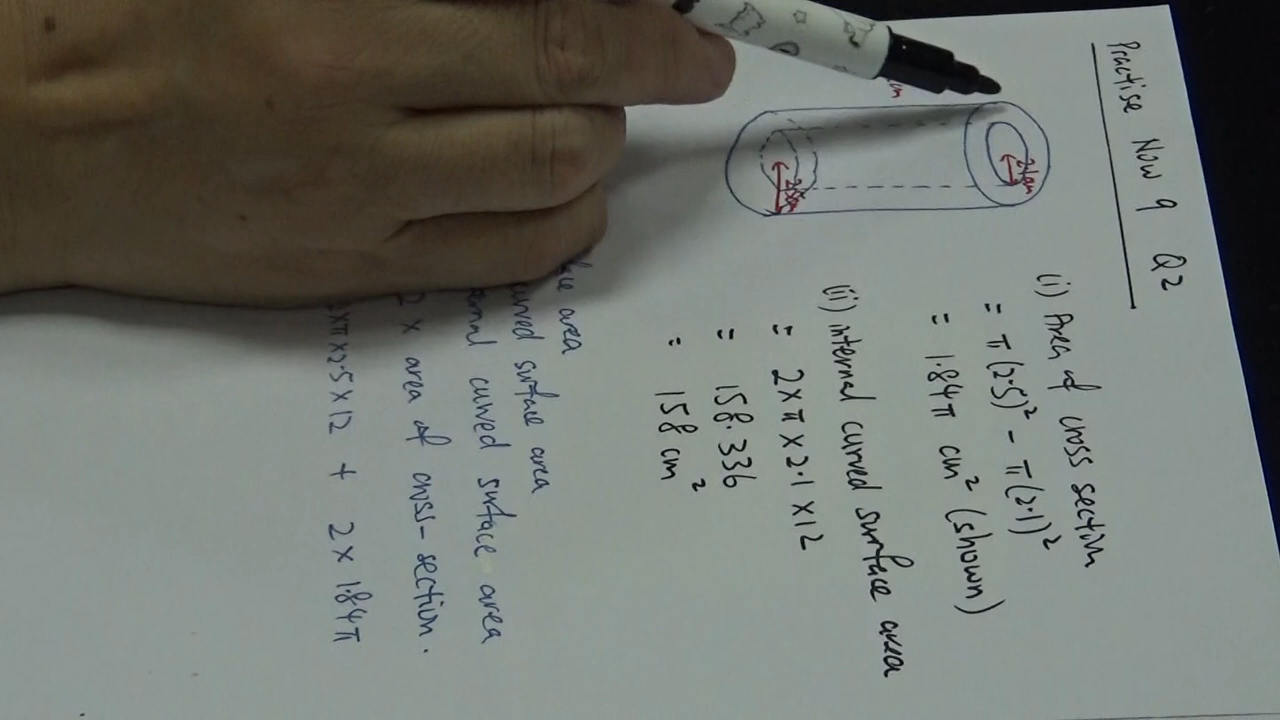 Practise Now 9 Q2
cm
2.1cm
2.5cm
(i) Area of cross section
= π(2.5)² - π(2.1)²
= 1.84π cm² (shown)
(ii) internal curved surface area
= 2 × π × 2.1 × 12
= 158.336
= 158 cm²
area
curved surface area
curved surface area
2 × area of cross-section.
2×π×2.5×12 + 2× 1.84π